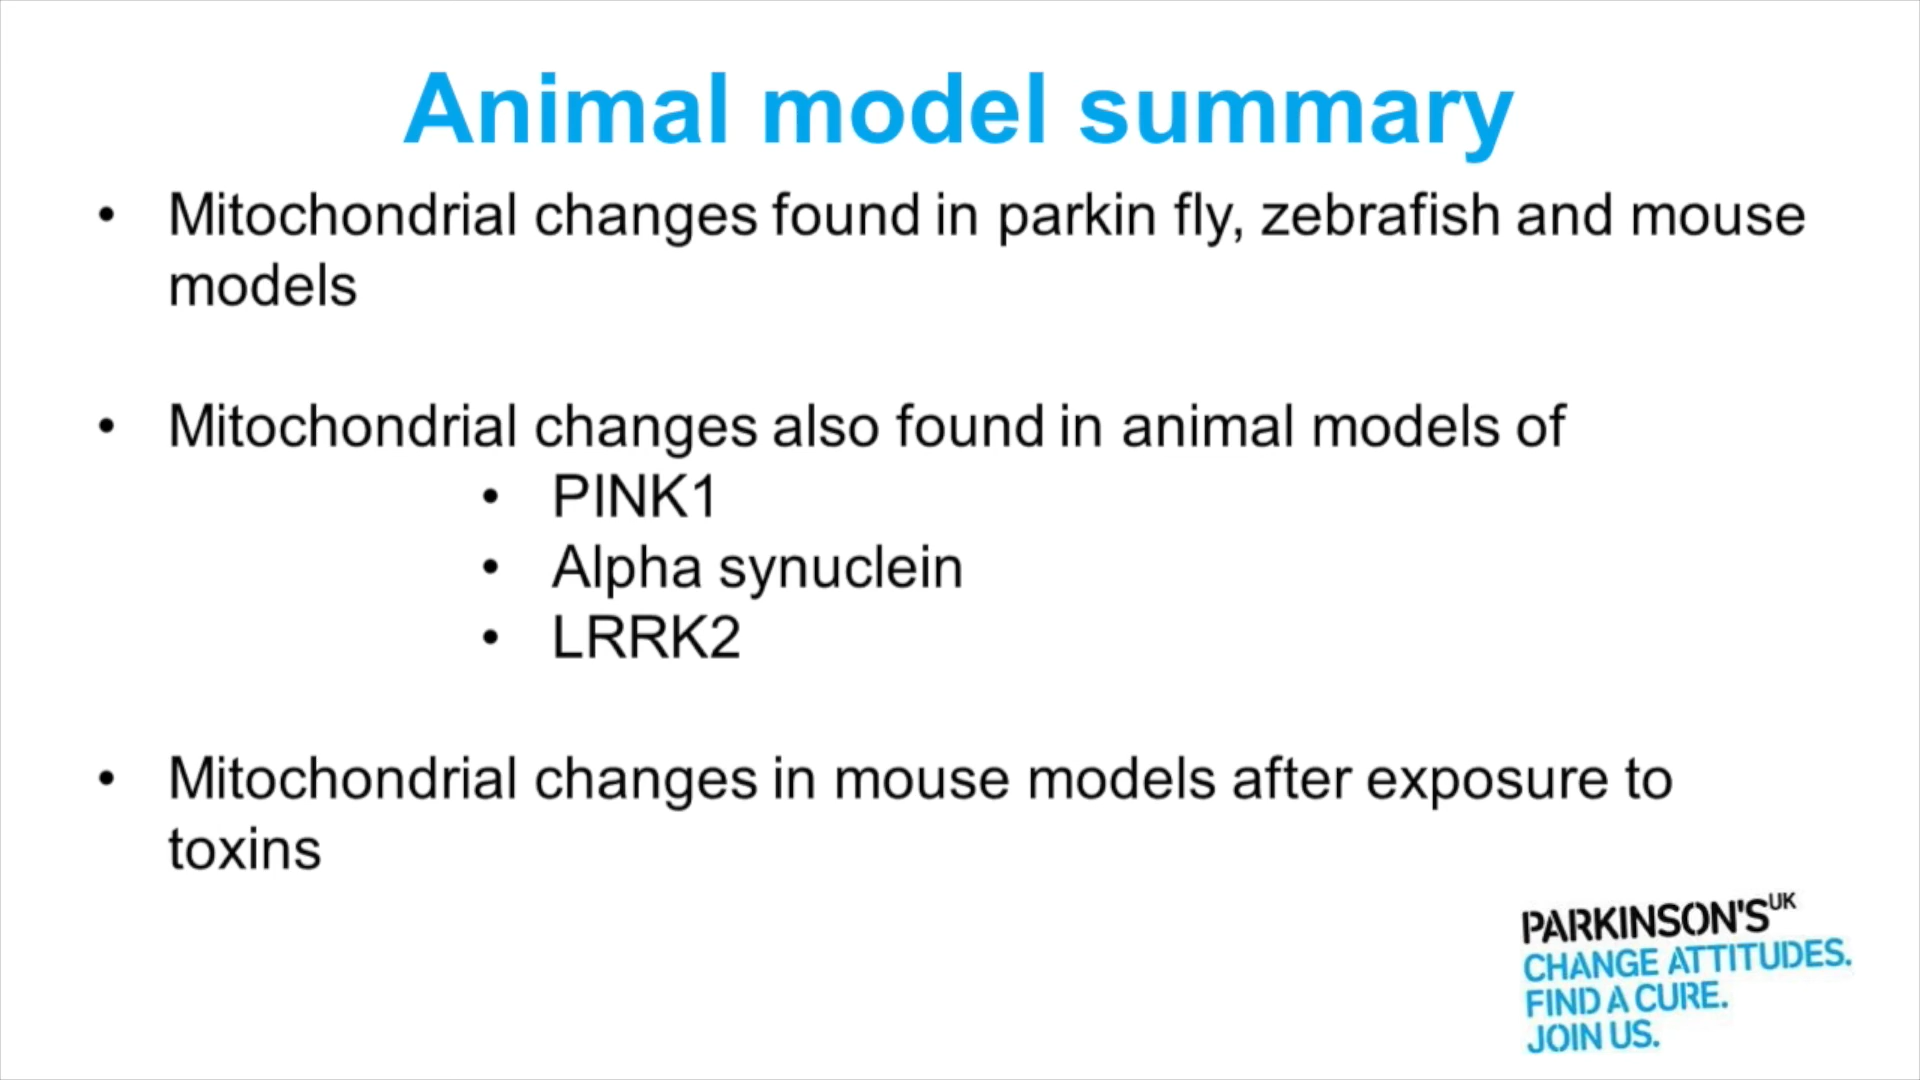 Animal model summary
• Mitochondrial changes found in parkin fly, zebrafish and mouse
models
• Mitochondrial changes also found in animal models of
• PINK1
• Alpha synuclein
• LRRK2
• Mitochondrial changes in mouse models after exposure to
toxins
PARKINSON'S UK
CHANGE ATTITUDES.
FIND A CURE.
JOIN US.